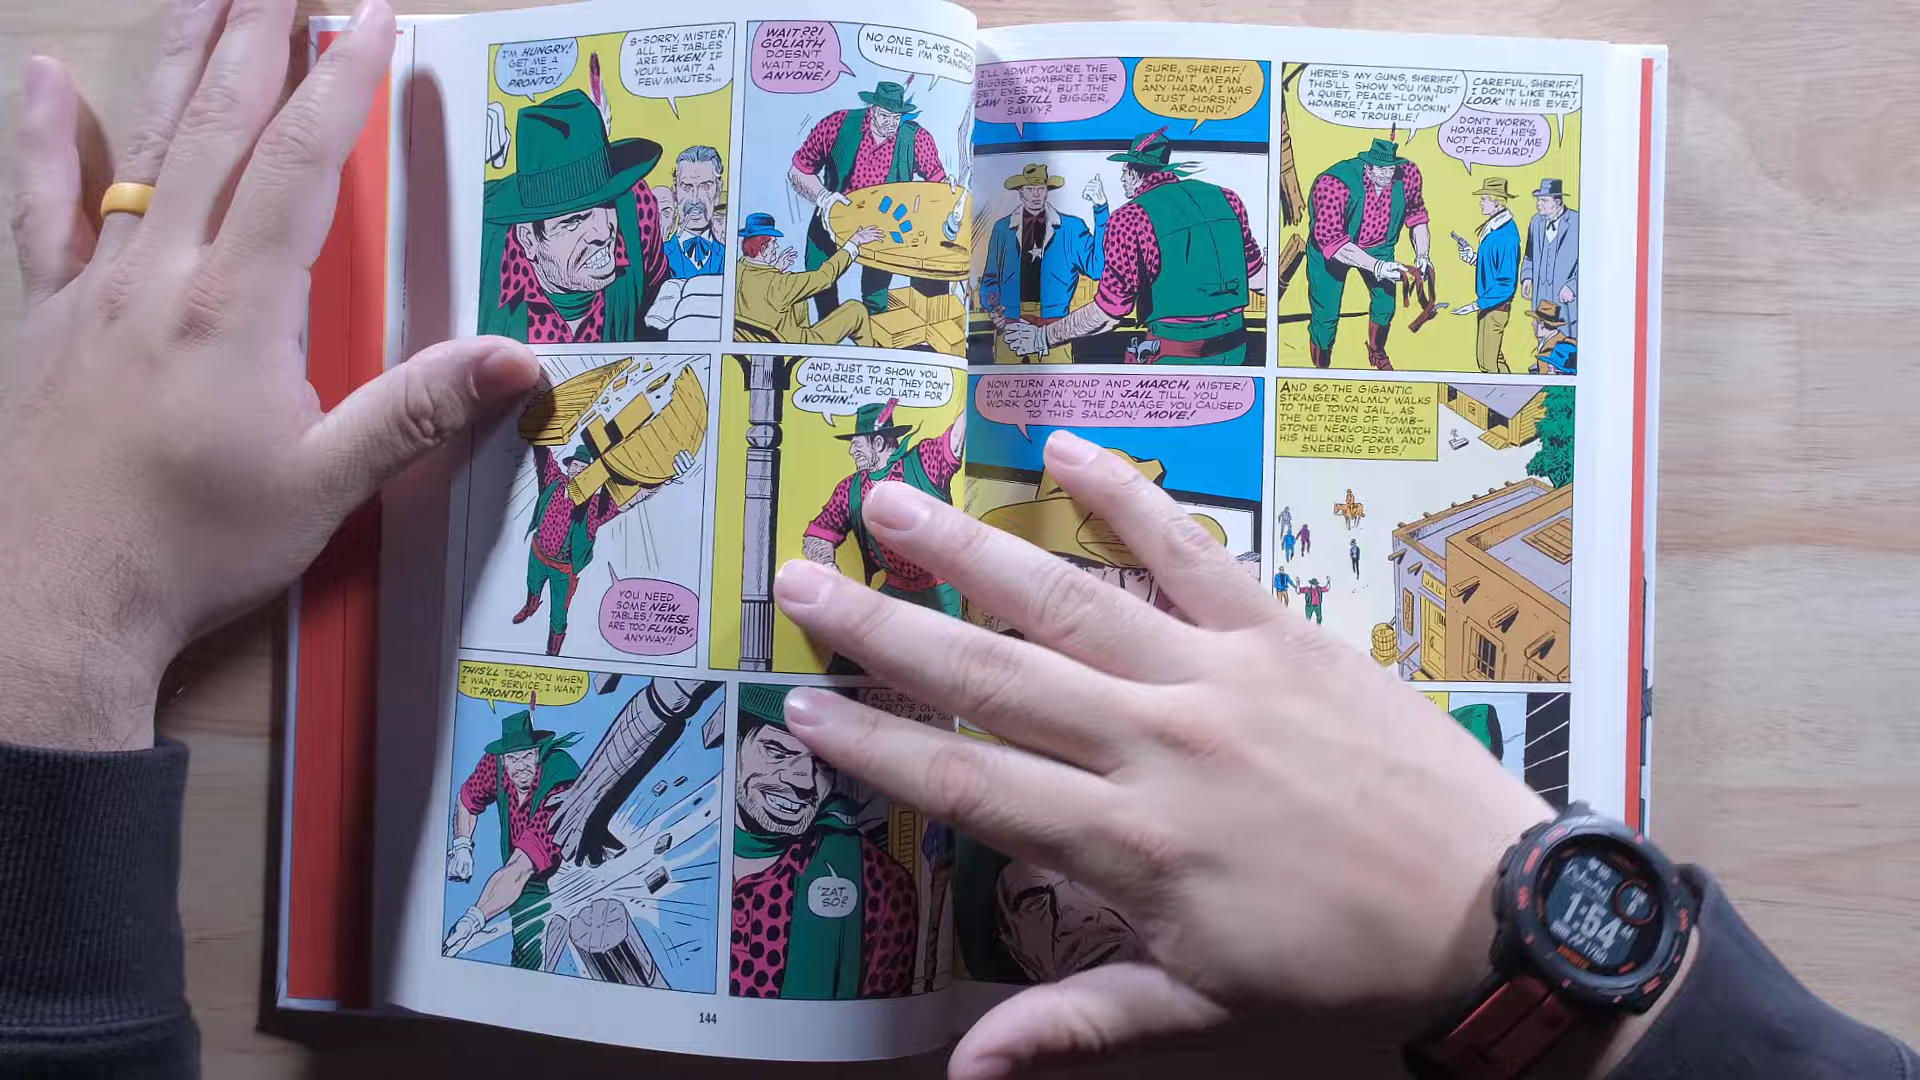 I'M HUNGRY!
GET ME A
TABLE--
PRONTO!
S-SORRY, MISTER!
ALL THE TABLES
ARE TAKEN! IF
YOU'LL WAIT A
FEW MINUTES...
WAIT??!
GOLIATH
DOESN'T
WAIT FOR
ANYONE!
NO ONE PLAYS CARDS
WHILE I'M STANDING
YOU NEED
SOME NEW
TABLES! THESE
ARE TOO FLIMSY,
ANYWAY!!
AND, JUST TO SHOW YOU
HOMBRES THAT THEY DON'T
CALL ME GOLIATH FOR
NOTHIN'...
THIS'LL TEACH YOU WHEN
I WANT SERVICE, I WANT
IT PRONTO!
ALL
PARTY'S
LAW
'ZAT
SO?
144
I'LL ADMIT YOU'RE THE
BIGGEST HOMBRE I EVER
SET EYES ON, BUT THE
LAW IS STILL BIGGER,
SAVVY?
SURE, SHERIFF!
I DIDN'T MEAN
ANY HARM! I WAS
JUST HORSIN'
AROUND!
HERE'S MY GUNS, SHERIFF!
THIS'LL SHOW YOU I'M JUST
A QUIET, PEACE-LOVIN'
HOMBRE! I AIN'T LOOKIN'
FOR TROUBLE!
CAREFUL, SHERIFF!
I DON'T LIKE THAT
LOOK IN HIS EYE!
DON'T WORRY,
HOMBRE! HE'S
NOT CATCHIN' ME
OFF-GUARD!
NOW TURN AROUND AND MARCH, MISTER!
I'M CLAMPIN' YOU IN JAIL TILL YOU
WORK OUT ALL THE DAMAGE YOU CAUSED
TO THIS SALOON! MOVE!
AND SO THE GIGANTIC
STRANGER CALMLY WALKS
TO THE TOWN JAIL, AS
THE CITIZENS OF TOMB-
STONE NERVOUSLY WATCH
HIS HULKING FORM AND
SNEERING EYES!
JAIL
1:54